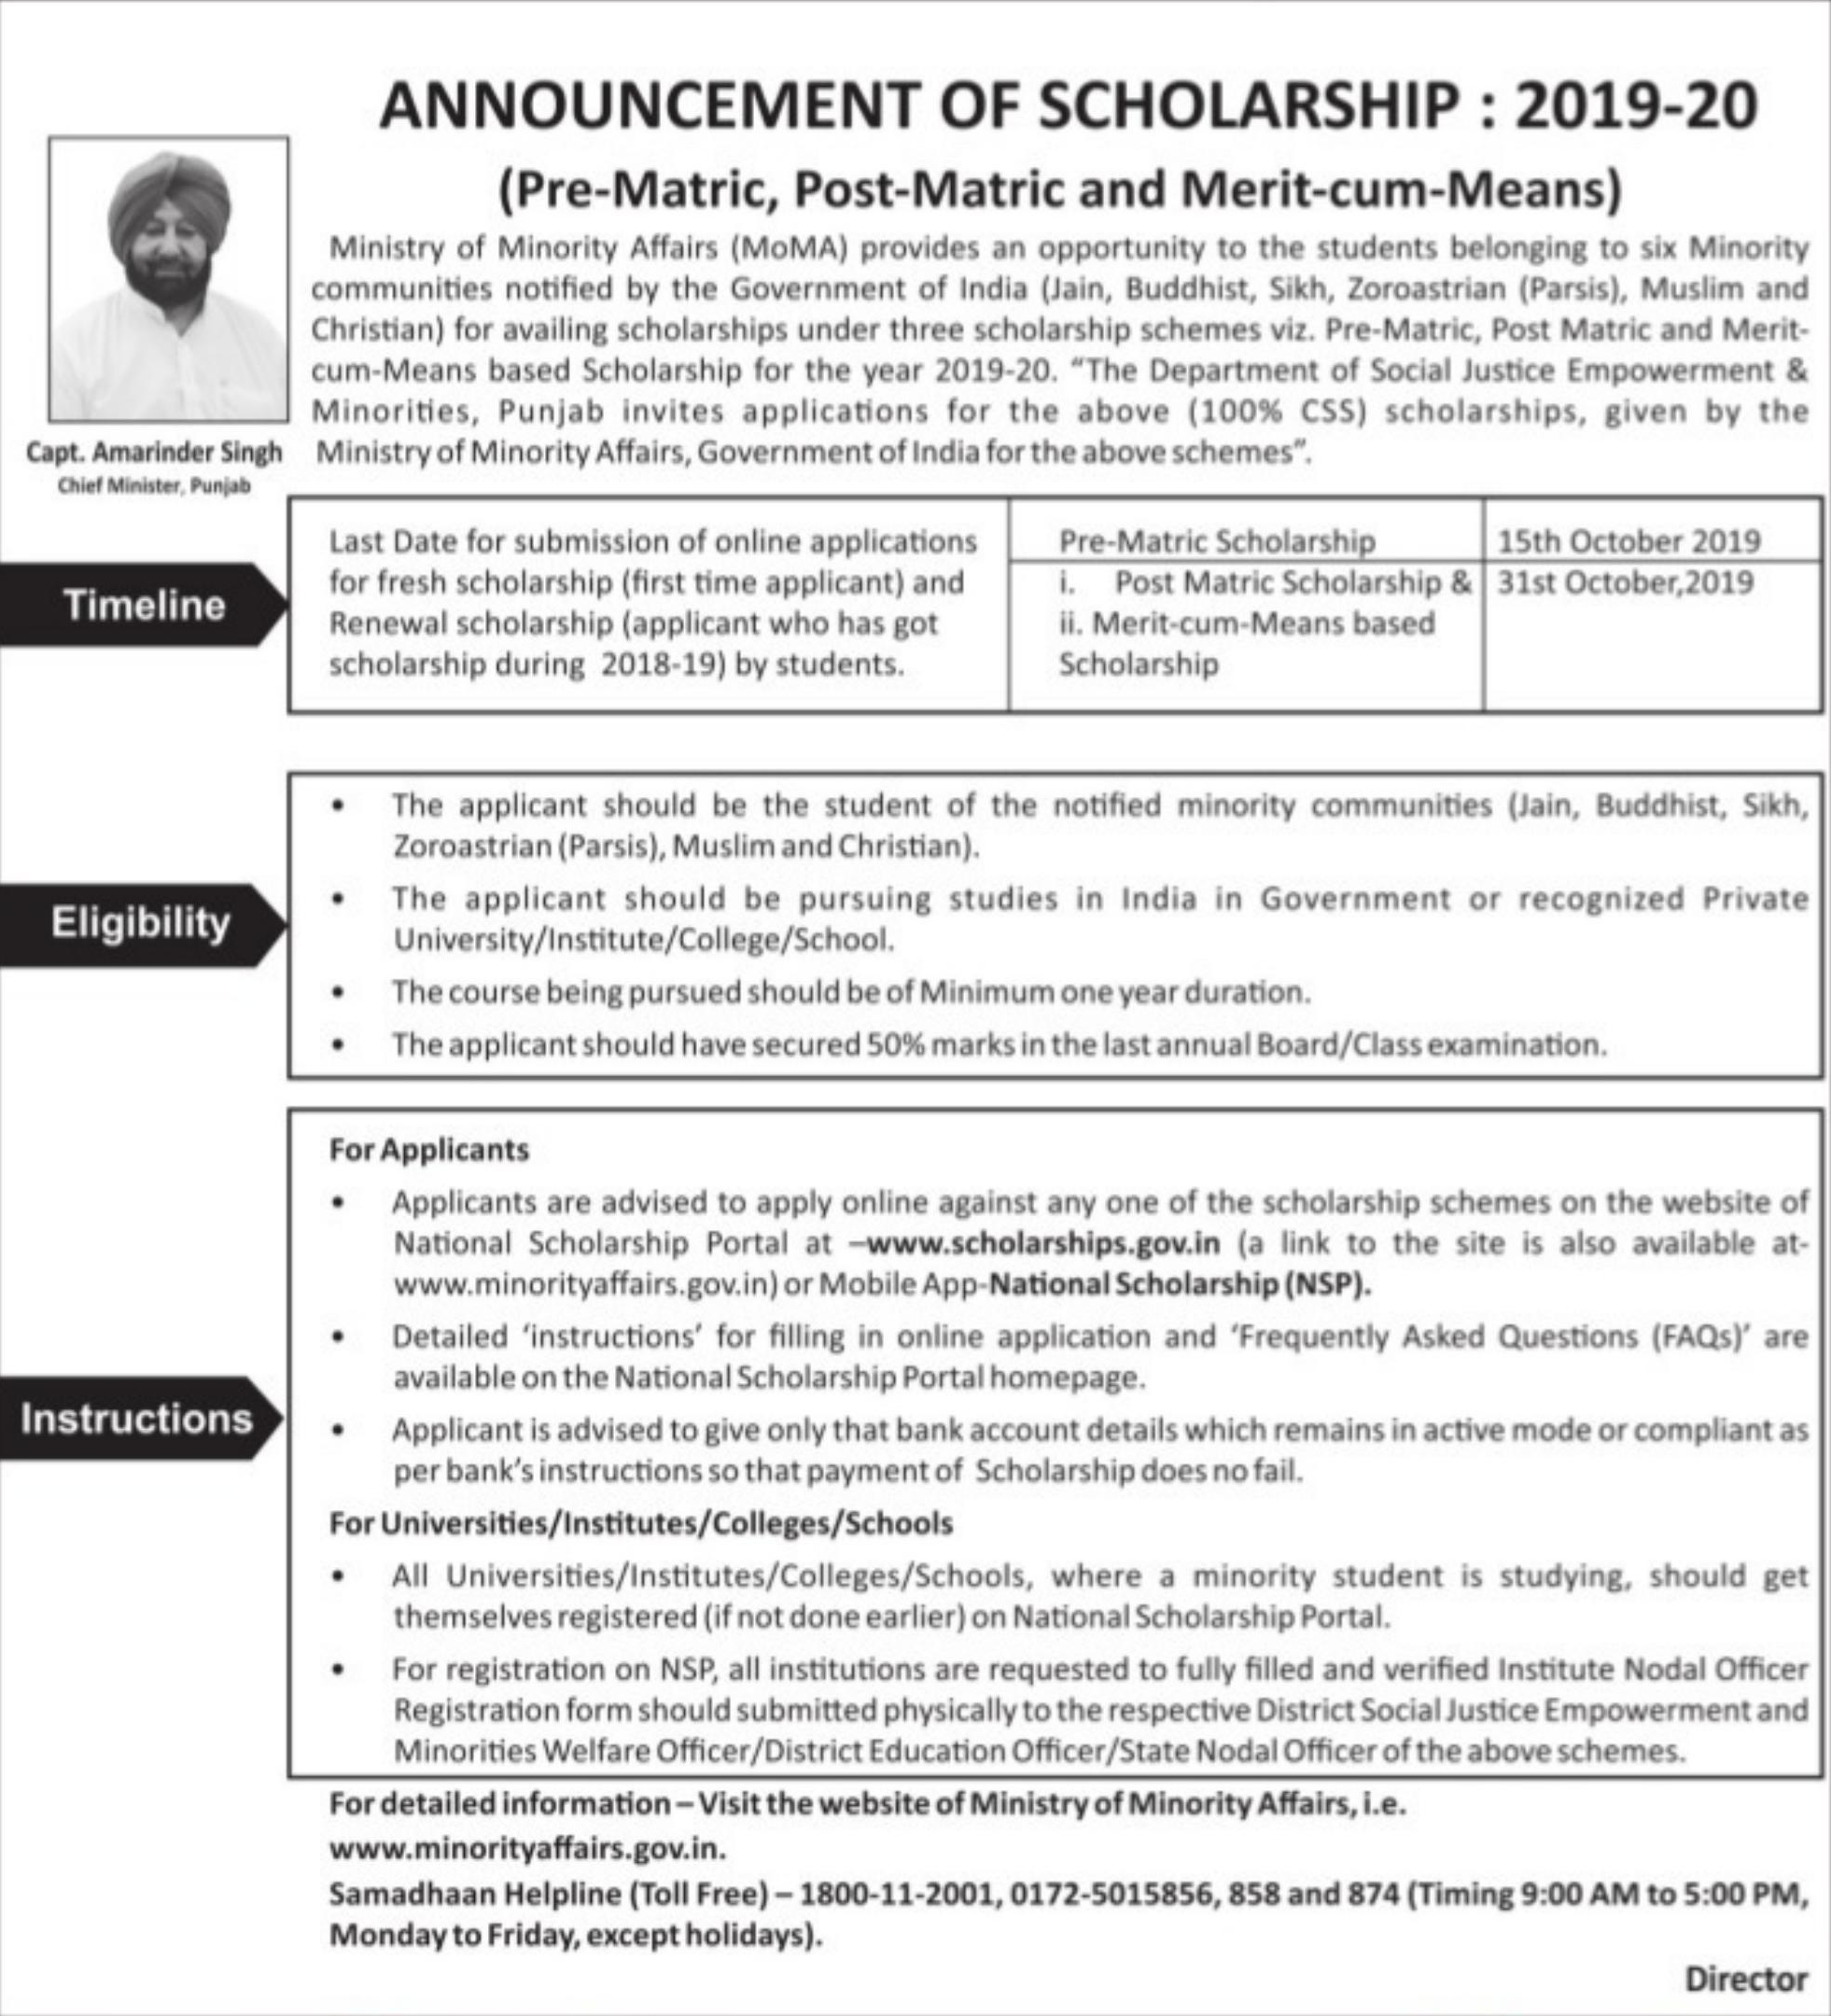 ANNOUNCEMENT OF SCHOLARSHIP : 2019-20
(Pre-Matric, Post-Matric and Merit-cum-Means)
Ministry of Minority Affairs (MoMA) provides an opportunity to the students belonging to six Minority
communities notified by the Government of India (Jain, Buddhist, Sikh, Zoroastrian (Parsis), Muslim and
Christian) for availing scholarships under three scholarship schemes viz. Pre-Matric, Post Matric and Merit-
cum-Means based Scholarship for the year 2019-20. “The Department of Social Justice Empowerment &
Minorities, Punjab invites applications for the above (100% CSS) scholarships, given by the
Ministry of Minority Affairs, Government of India for the above schemes”.
Capt. Amarinder Singh
Chief Minister, Punjab
Timeline
Last Date for submission of online applications
for fresh scholarship (first time applicant) and
Renewal scholarship (applicant who has got
scholarship during 2018-19) by students.
Pre-Matric Scholarship
15th October 2019
i. Post Matric Scholarship &
ii. Merit-cum-Means based
Scholarship
31st October,2019
Eligibility
• The applicant should be the student of the notified minority communities (Jain, Buddhist, Sikh,
Zoroastrian (Parsis), Muslim and Christian).
• The applicant should be pursuing studies in India in Government or recognized Private
University/Institute/College/School.
• The course being pursued should be of Minimum one year duration.
• The applicant should have secured 50% marks in the last annual Board/Class examination.
Instructions
For Applicants
• Applicants are advised to apply online against any one of the scholarship schemes on the website of
National Scholarship Portal at –www.scholarships.gov.in (a link to the site is also available at-
www.minorityaffairs.gov.in) or Mobile App-National Scholarship (NSP).
• Detailed ‘instructions’ for filling in online application and ‘Frequently Asked Questions (FAQs)’ are
available on the National Scholarship Portal homepage.
• Applicant is advised to give only that bank account details which remains in active mode or compliant as
per bank’s instructions so that payment of Scholarship does no fail.
For Universities/Institutes/Colleges/Schools
• All Universities/Institutes/Colleges/Schools, where a minority student is studying, should get
themselves registered (if not done earlier) on National Scholarship Portal.
• For registration on NSP, all institutions are requested to fully filled and verified Institute Nodal Officer
Registration form should submitted physically to the respective District Social Justice Empowerment and
Minorities Welfare Officer/District Education Officer/State Nodal Officer of the above schemes.
For detailed information – Visit the website of Ministry of Minority Affairs, i.e.
www.minorityaffairs.gov.in.
Samadhaan Helpline (Toll Free) – 1800-11-2001, 0172-5015856, 858 and 874 (Timing 9:00 AM to 5:00 PM,
Monday to Friday, except holidays).
Director